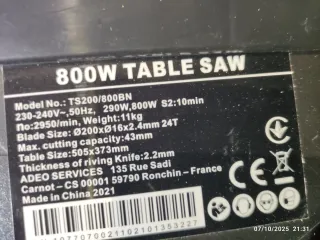 800W TABLE SAW
Model No.: TS200/800BN
230-240V~,50Hz, 290W,800W S2:10min
no:2950/min, Weight:11kg
Blade Size: Ø200xØ16x2.4mm 24T
Max. cutting capacity:43mm
Table Size:505x373mm
Thickness of riving Knife:2.2mm
ADEO SERVICES 135 Rue Sadi
Carnot – CS 00001 59790 Ronchin – France
Made in China 2021
CE
07/10/2025 21:31